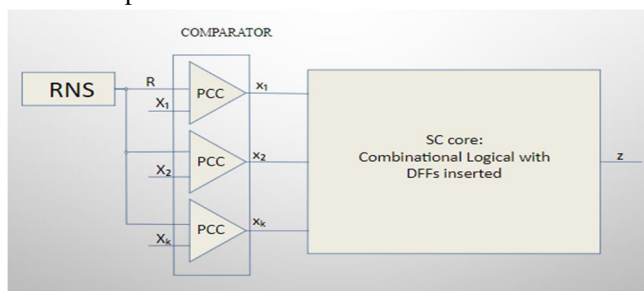 COMPARATOR
RNS
R
X1
PCC
x1
X2
PCC
x2
Xk
PCC
xk
SC core:
Combinational Logical with
DFFs inserted
z